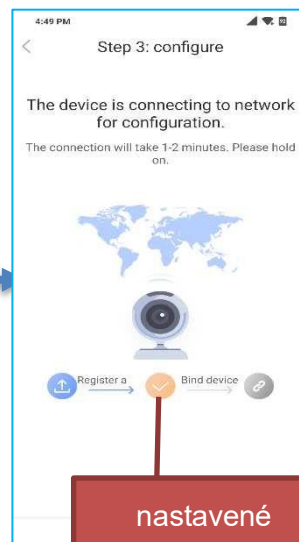 4:49 PM
Step 3: configure
The device is connecting to network
for configuration.
The connection will take 1-2 minutes. Please hold
on.
Register a
Bind device
nastavené